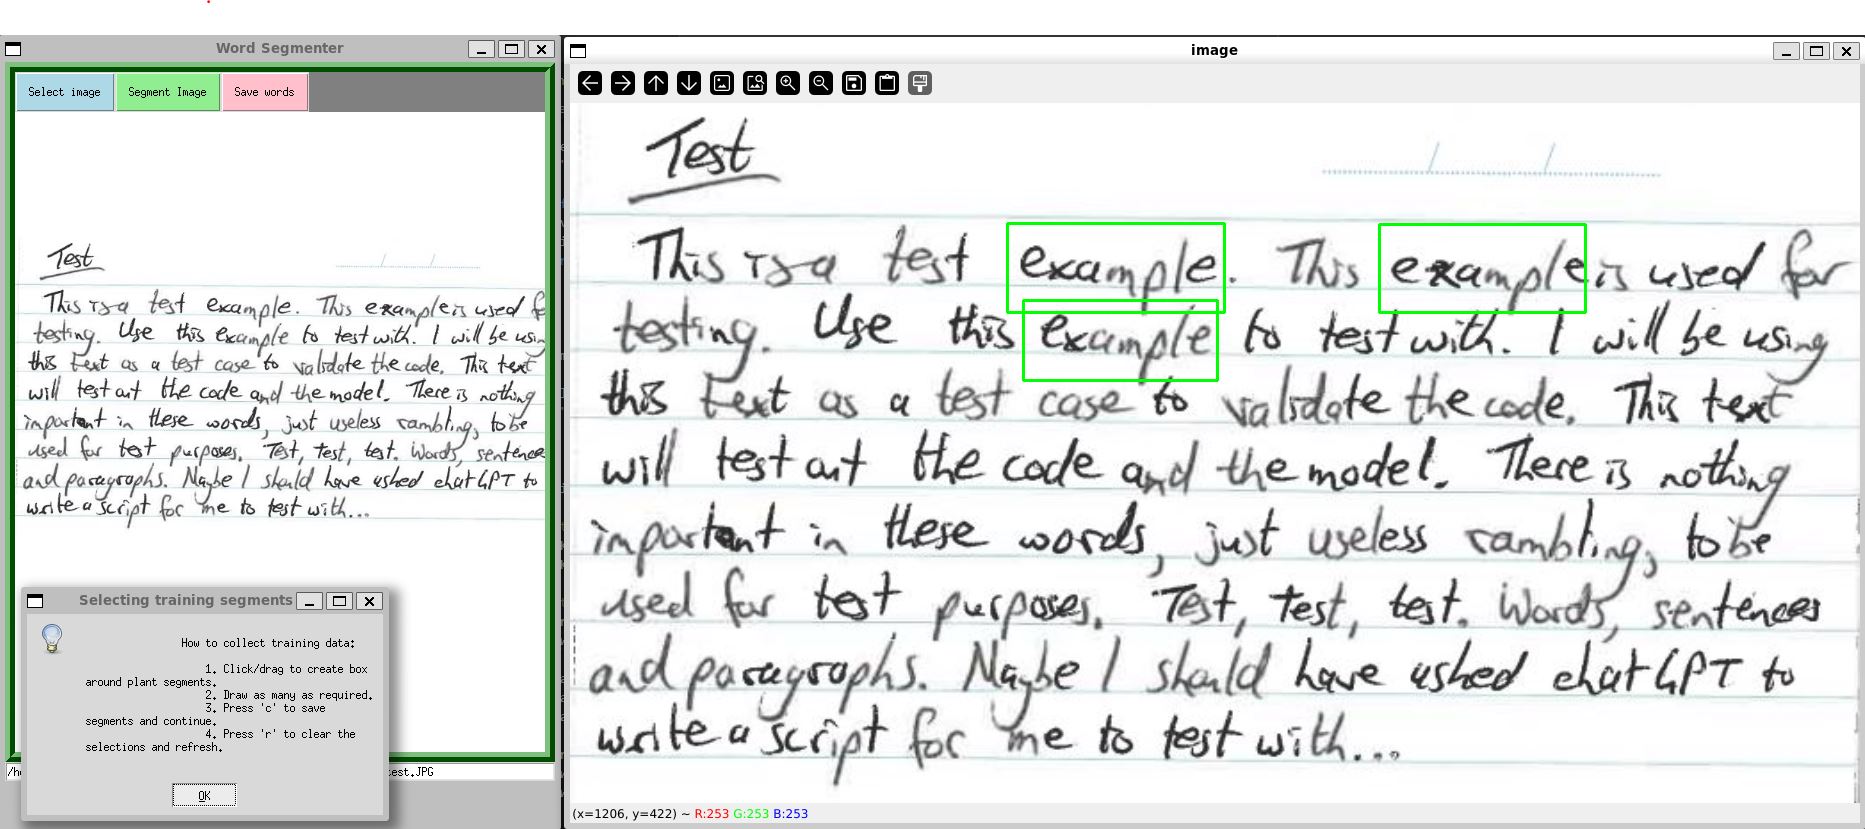 Word Segmenter
Select image Segment Image Save words
Test
This is a test example. This example is used f
testing. Use this example to test with. I will be usin
this text as a test case to validate the code. This text
will test out the code and the model. There is nothing
important in these words, just useless rambling, to be
used for test purposes. Test, test, test. Words, sentences
and paragraphs. Maybe I should have ushed chatGPT to
write a script for me to test with...
Selecting training segments
How to collect training data:
1. Click/drag to create box
around plant segments.
2. Draw as many as required.
3. Press 'c' to save
segments and continue.
4. Press 'r' to clear the
selections and refresh.
OK
/h est.JPG
image
Test
This is a test example. This example is used for
testing. Use this example to test with. I will be using
this text as a test case to validate the code. This text
will test out the code and the model. There is nothing
important in these words, just useless rambling, to be
used for test purposes. Test, test, test. Words, sentences
and paragraphs. Maybe I should have ushed chatGPT to
write a script for me to test with...
(x=1206, y=422) ~ R:253 G:253 B:253